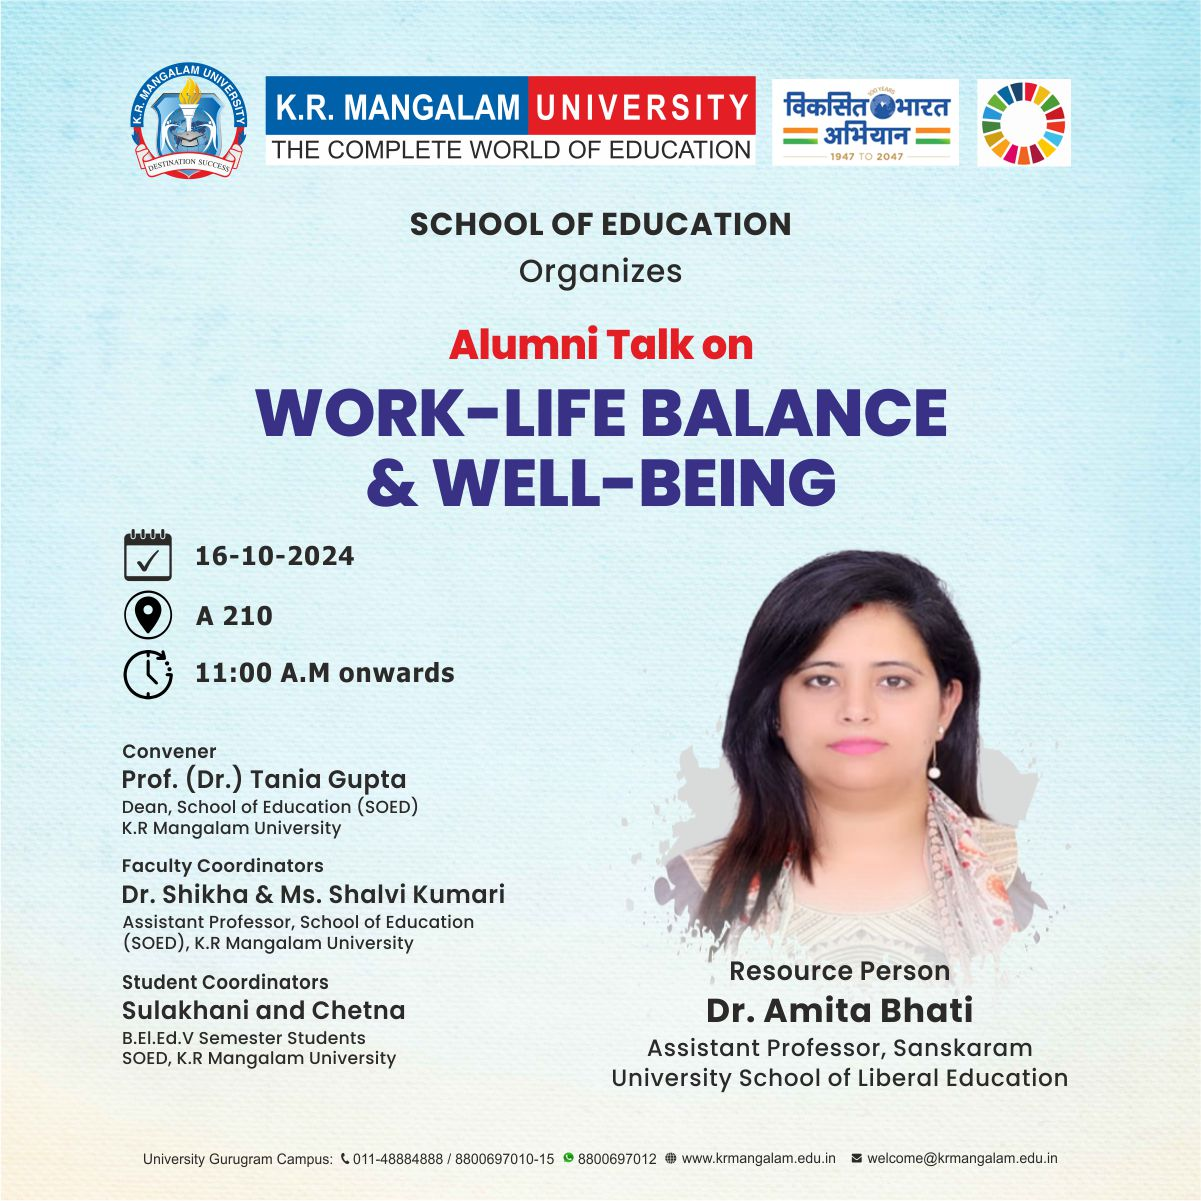 K.R. MANGALAM UNIVERSITY
DESTINATION SUCCESS
K.R. MANGALAM UNIVERSITY
THE COMPLETE WORLD OF EDUCATION
100 YEARS
विकसित भारत
अभियान
1947 TO 2047
SCHOOL OF EDUCATION
Organizes
Alumni Talk on
WORK-LIFE BALANCE
& WELL-BEING
16-10-2024
A 210
11:00 A.M onwards
Convener
Prof. (Dr.) Tania Gupta
Dean, School of Education (SOED)
K.R Mangalam University
Faculty Coordinators
Dr. Shikha & Ms. Shalvi Kumari
Assistant Professor, School of Education
(SOED), K.R Mangalam University
Student Coordinators
Sulakhani and Chetna
B.El.Ed.V Semester Students
SOED, K.R Mangalam University
Resource Person
Dr. Amita Bhati
Assistant Professor, Sanskaram
University School of Liberal Education
University Gurugram Campus: 011-48884888 / 8800697010-15 8800697012 www.krmangalam.edu.in welcome@krmangalam.edu.in